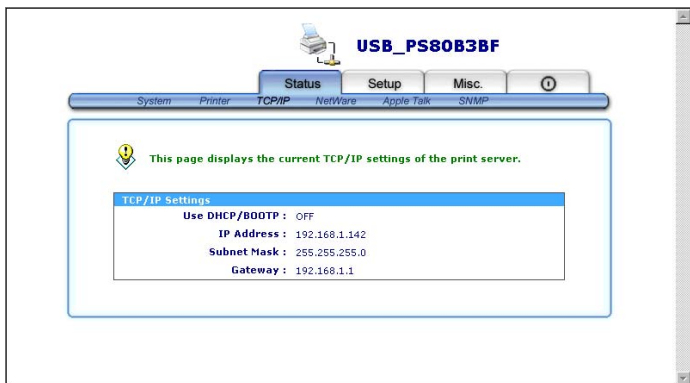 USB_PS80B3BF
Status Setup Misc.
System Printer TCP/IP NetWare Apple Talk SNMP
This page displays the current TCP/IP settings of the print server.
TCP/IP Settings
Use DHCP/BOOTP : OFF
IP Address : 192.168.1.142
Subnet Mask : 255.255.255.0
Gateway : 192.168.1.1